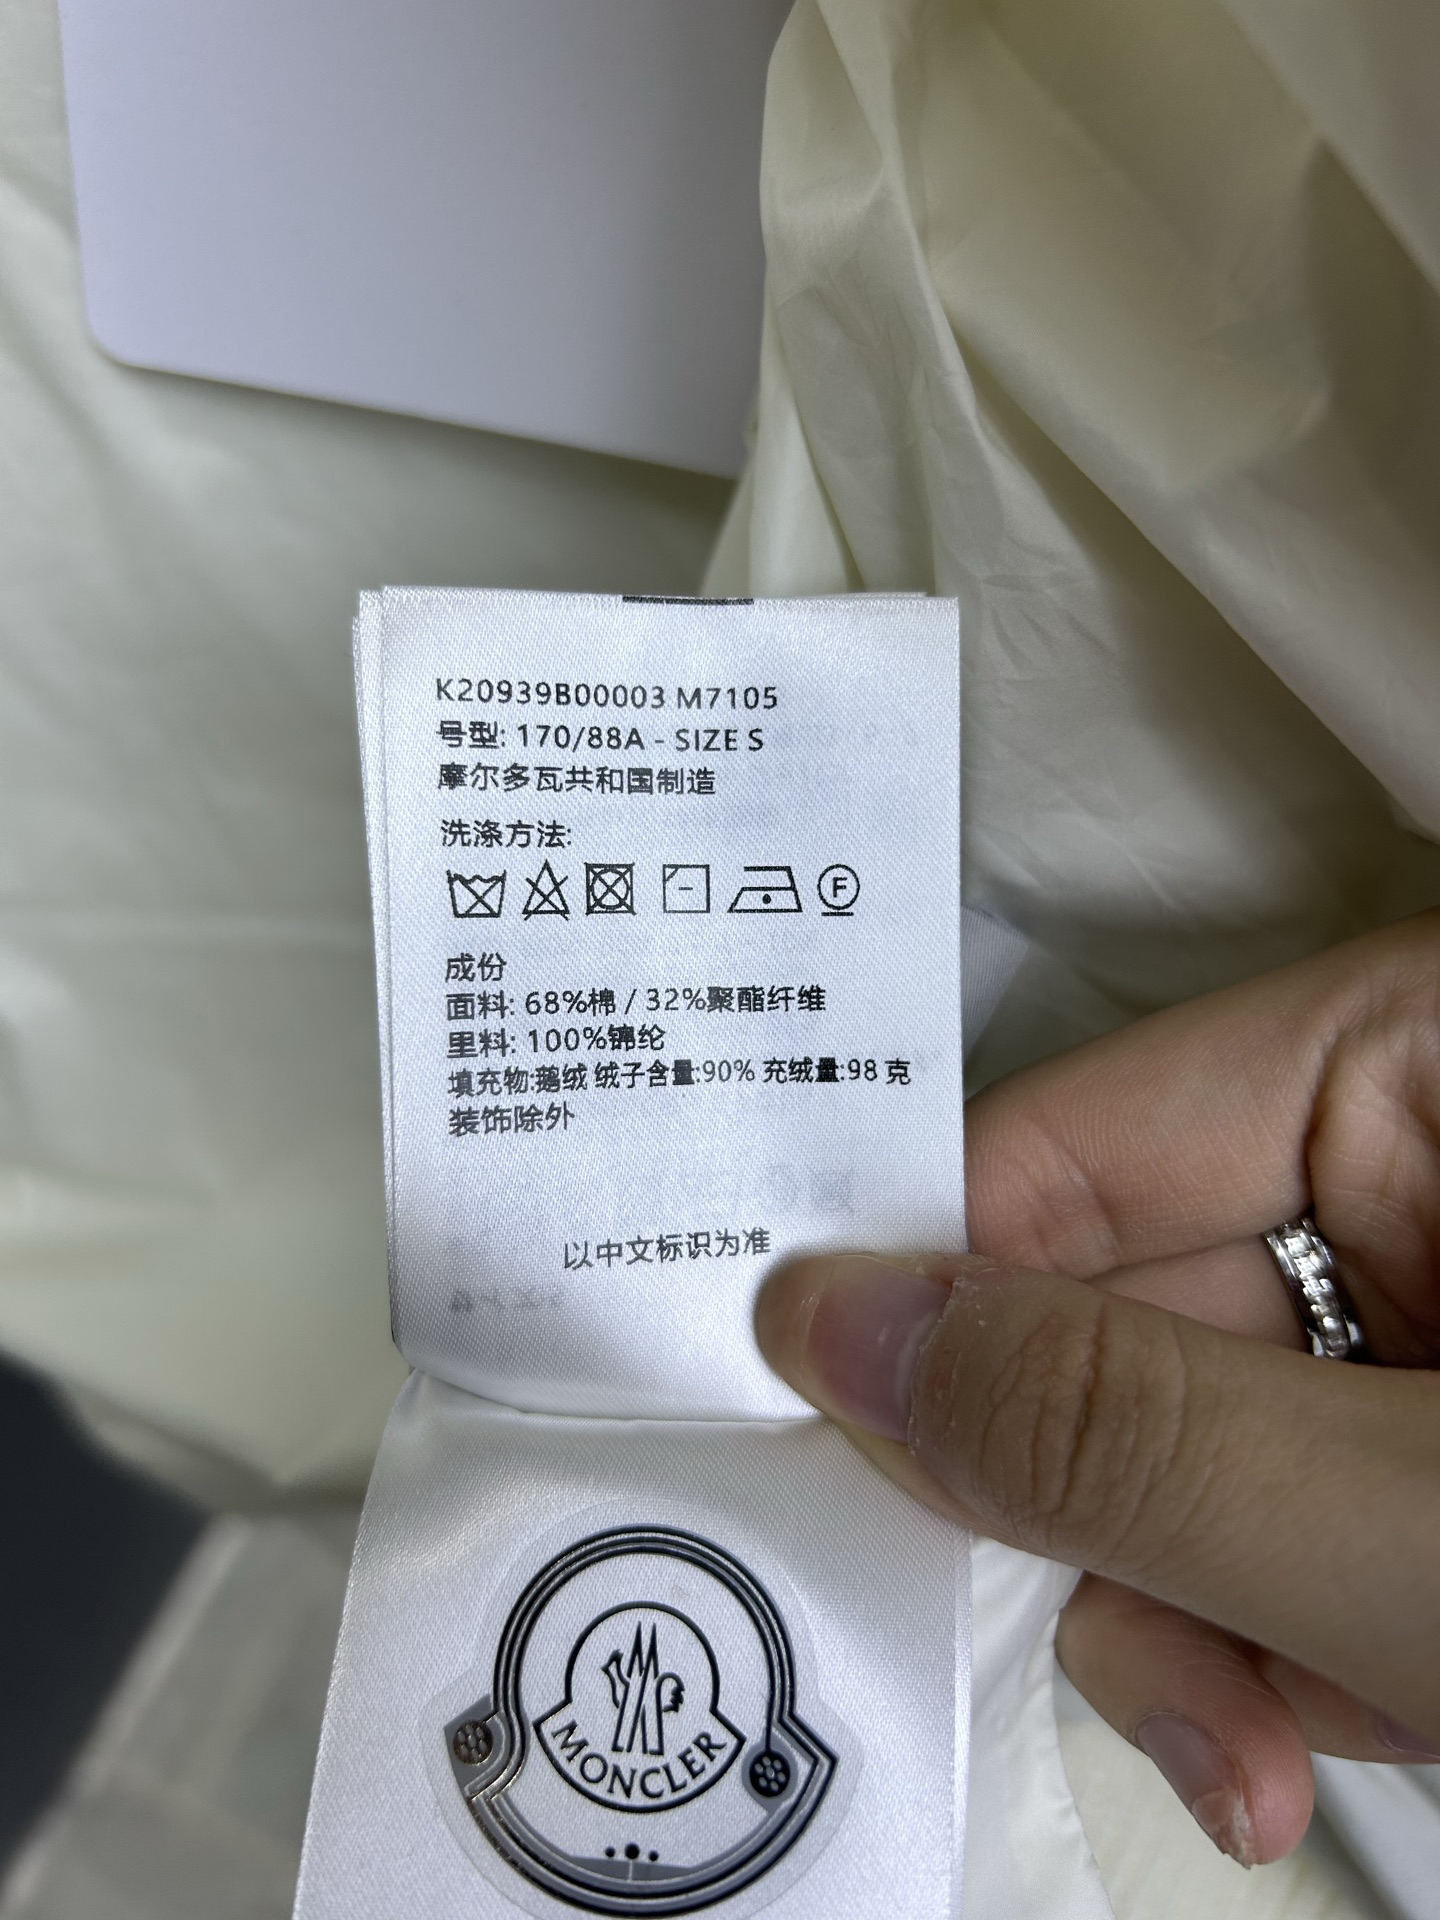 K20939B00003 M7105
号型: 170/88A - SIZE S
摩尔多瓦共和国制造
洗涤方法:
F
成份
面料: 68%棉 / 32%聚酯纤维
里料: 100%锦纶
填充物:鹅绒 绒子含量:90% 充绒量:98 克
装饰除外
以中文标识为准
MONCLER